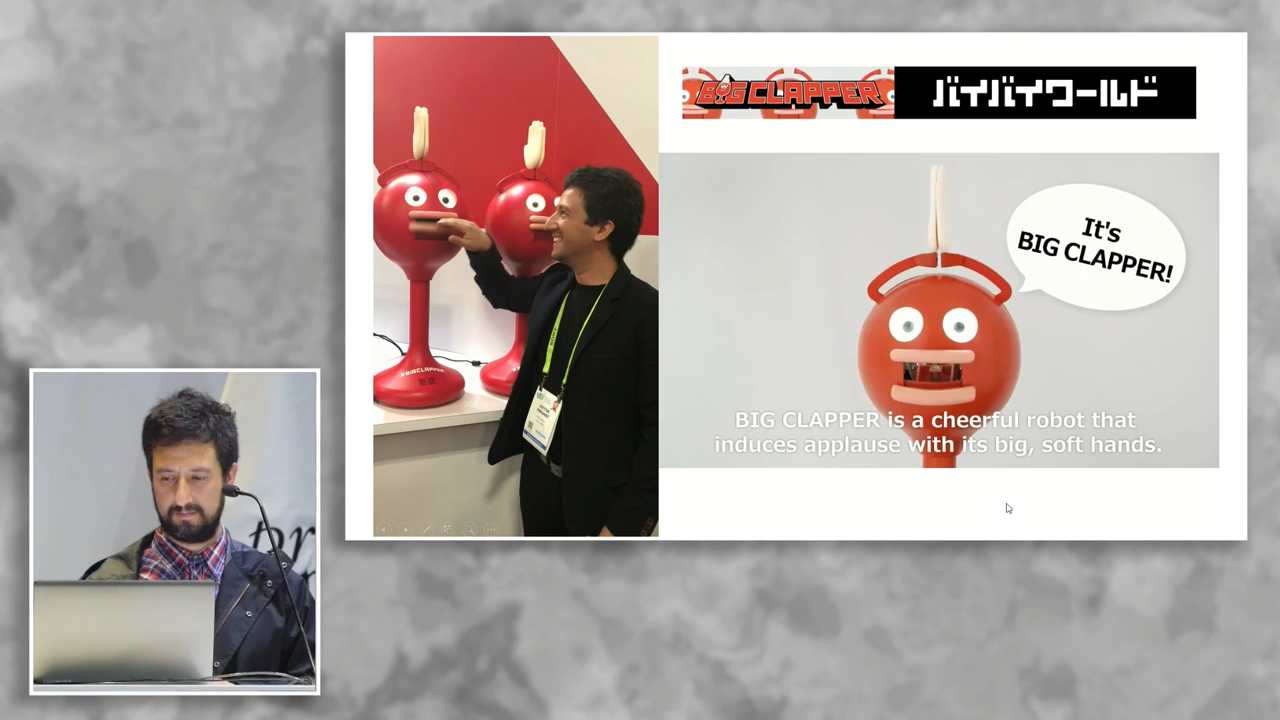 BIG CLAPPER
バイバイワールド
It's
BIG CLAPPER!
BIG CLAPPER is a cheerful robot that
induces applause with its big, soft hands.
#BIGCLAPPER